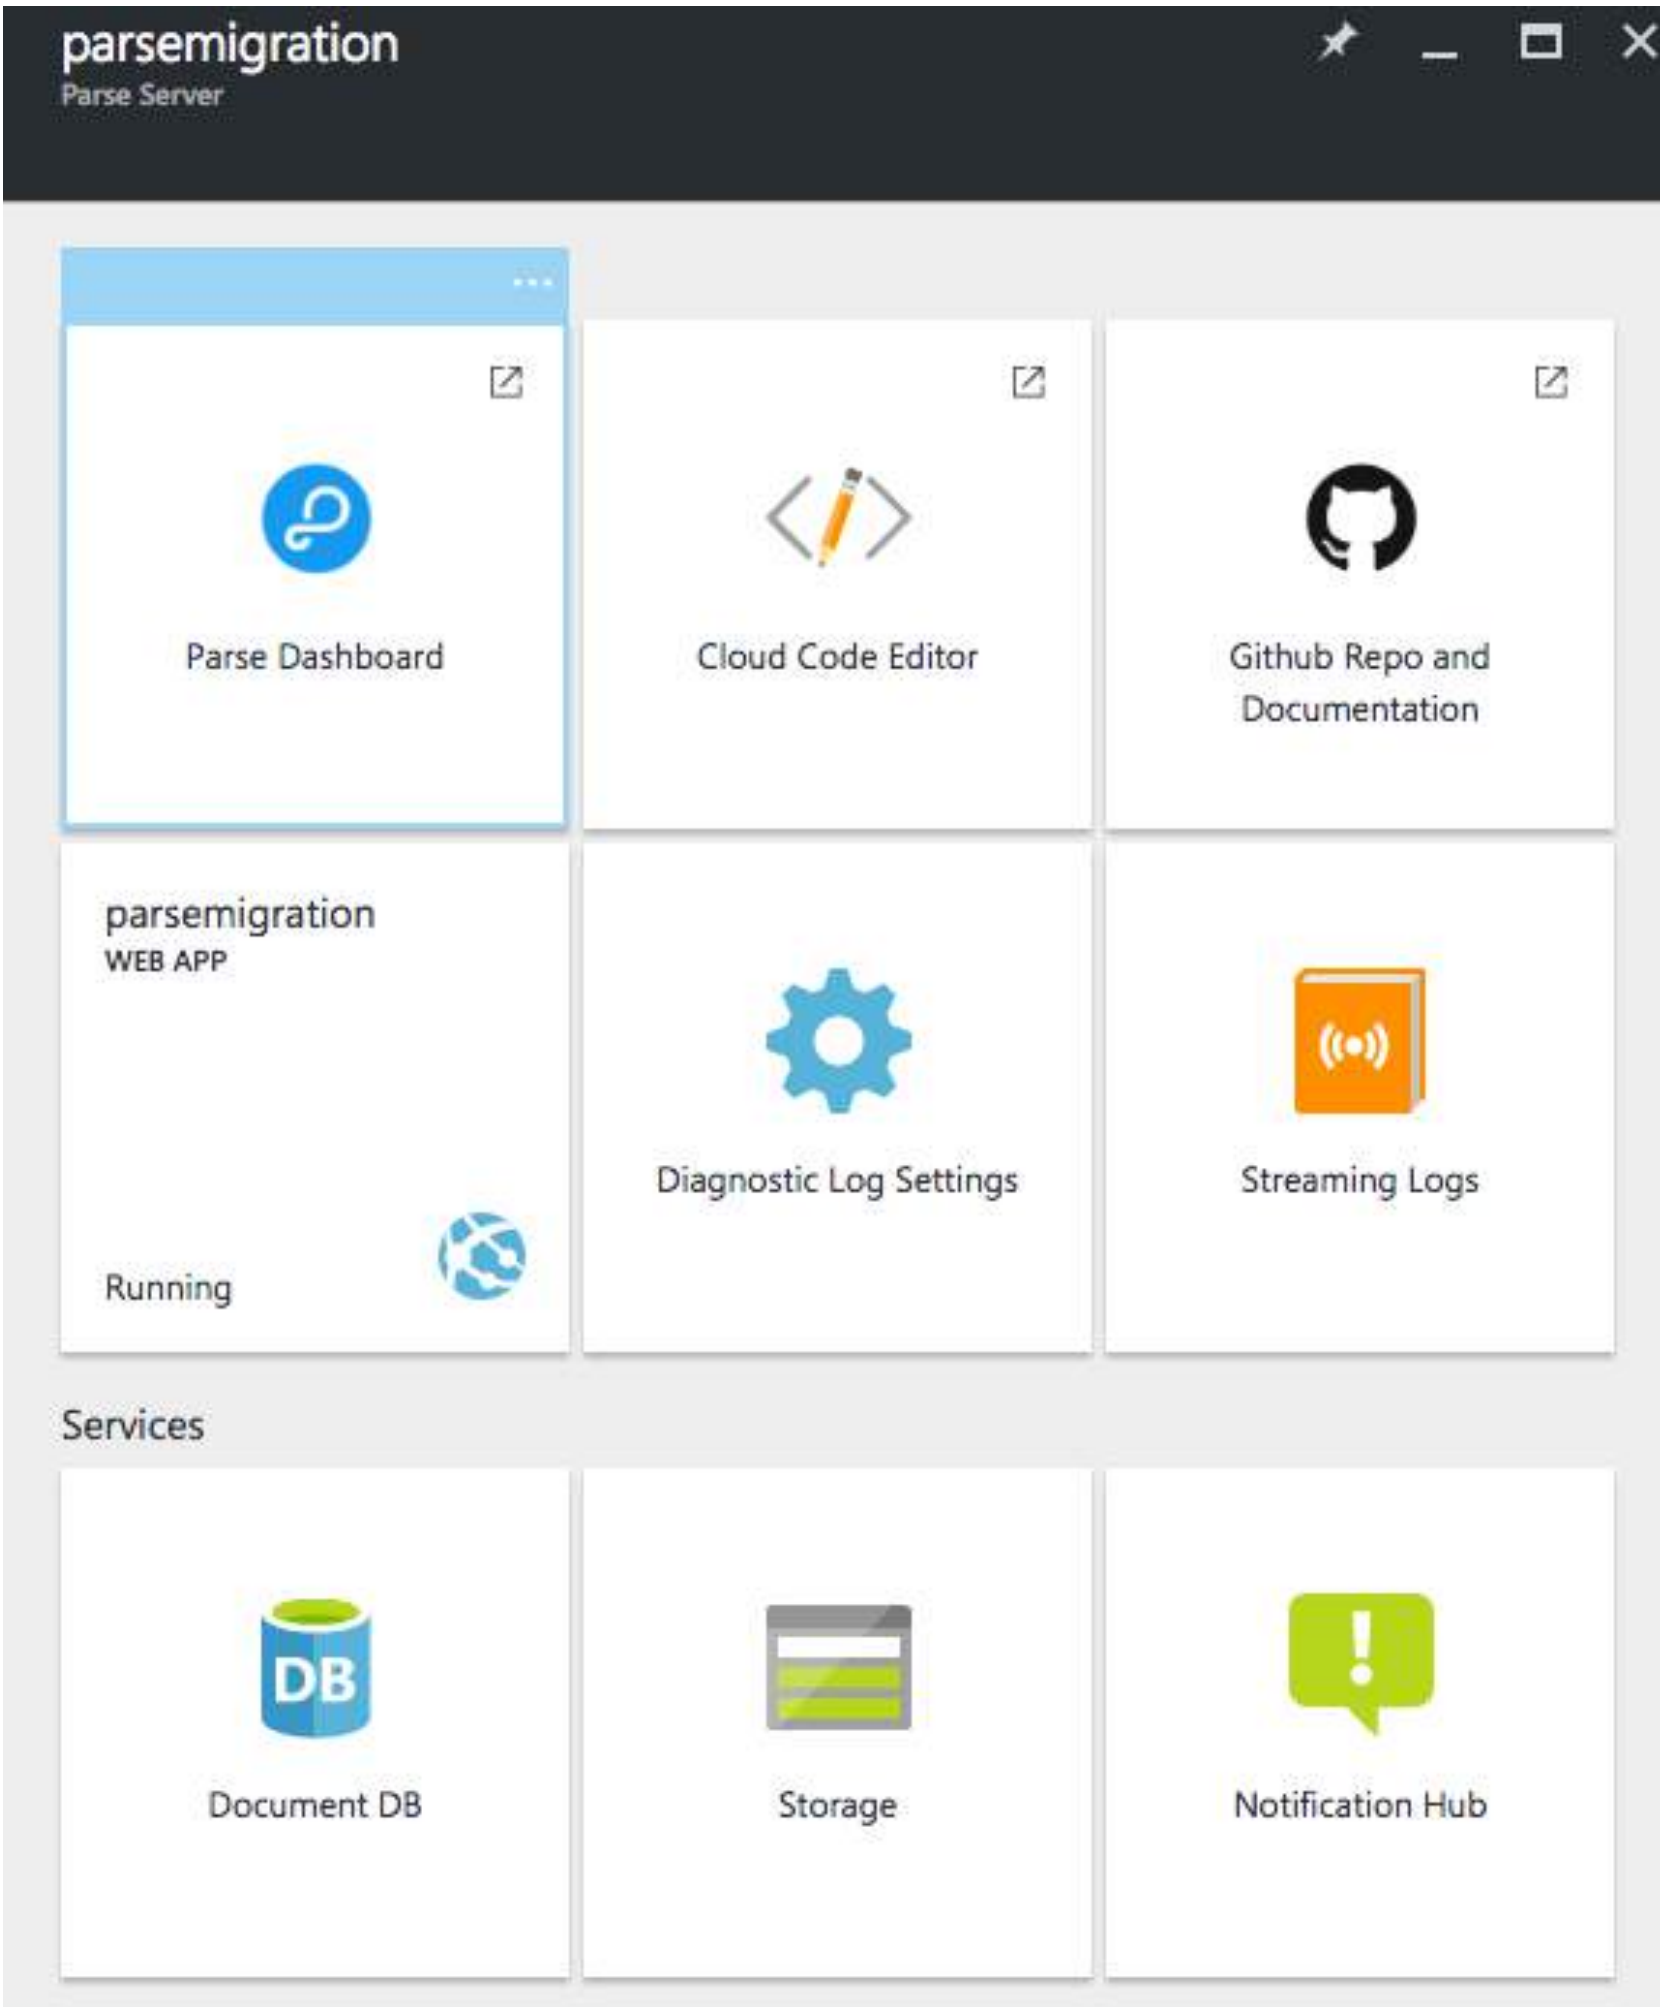 parsemigration
Parse Server
Parse Dashboard
Cloud Code Editor
Github Repo and
Documentation
parsemigration
WEB APP
Running
Diagnostic Log Settings
Streaming Logs
Services
DB
Document DB
Storage
Notification Hub